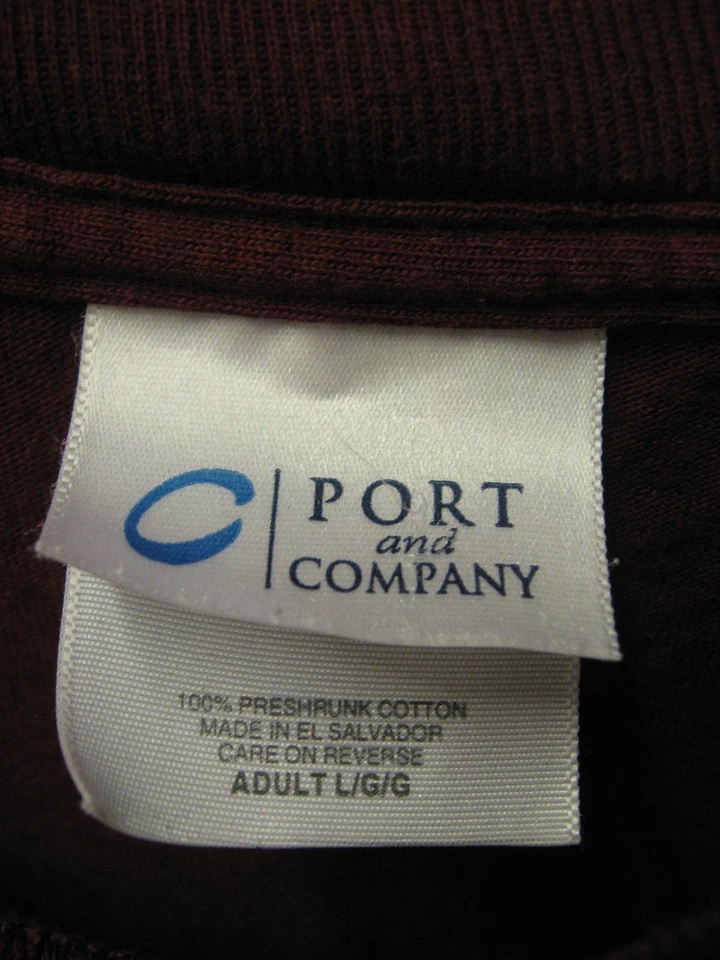 PORT
and
COMPANY
100% PRESHRUNK COTTON
MADE IN EL SALVADOR
CARE ON REVERSE
ADULT L/G/G